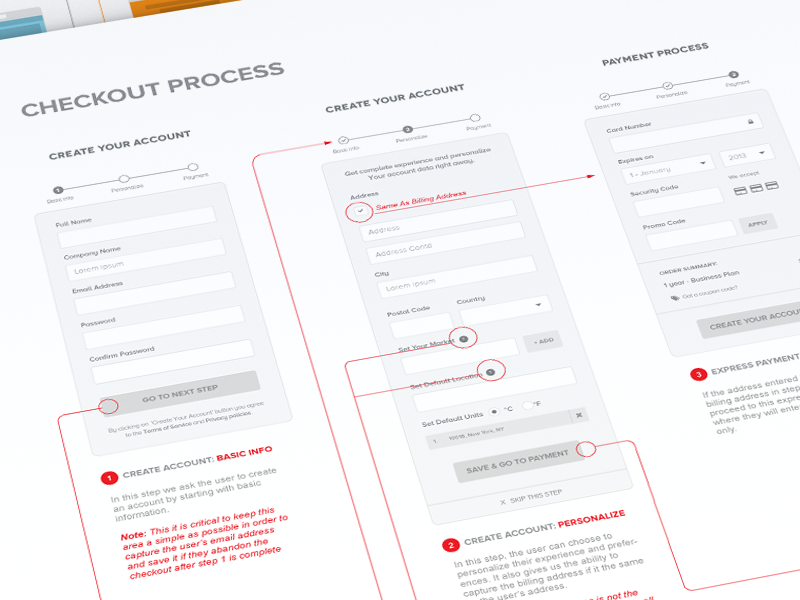 CHECKOUT PROCESS
CREATE YOUR ACCOUNT
1
Basic Info
Personalize
Payment
Full Name
Company Name
Lorem Ipsum
Email Address
Password
Confirm Password
GO TO NEXT STEP
By clicking on 'Create Your Account' button you agree
to the Terms of Service and Privacy policies
1 CREATE ACCOUNT: BASIC INFO
In this step we ask the user to create
an account by starting with basic
information.
Note: This it is critical to keep this
area a simple as possible in order to
capture the user's email address
and save it if they abandon the
checkout after step 1 is complete
CREATE YOUR ACCOUNT
2
Basic Info
Personalize
Payment
Get complete experience and personalize
Your account data right away.
Address
Same As Billing Address
Address
Address Contd
City
Lorem Ipsum
Postal Code
Country
Set Your Market ?
+ ADD
Set Default Location ?
Set Default Units °C °F
1 10018, New York, NY
SAVE & GO TO PAYMENT
X SKIP THIS STEP
2 CREATE ACCOUNT: PERSONALIZE
In this step, the user can choose to
personalize their experience and prefer-
ences. It also gives us the ability to
capture the billing address if it the same
the user's address.
is not the
PAYMENT PROCESS
3
Basic Info
Personalize
Payment
Card Number
Expires on
1 - January
2013
Security Code
We accept
Promo Code
APPLY
ORDER SUMMARY:
1 year - Business Plan
Got a coupon code?
CREATE YOUR ACCOU
3 EXPRESS PAYMENT
If the address entered
billing address in step
proceed to this expre
where they will ente
only.